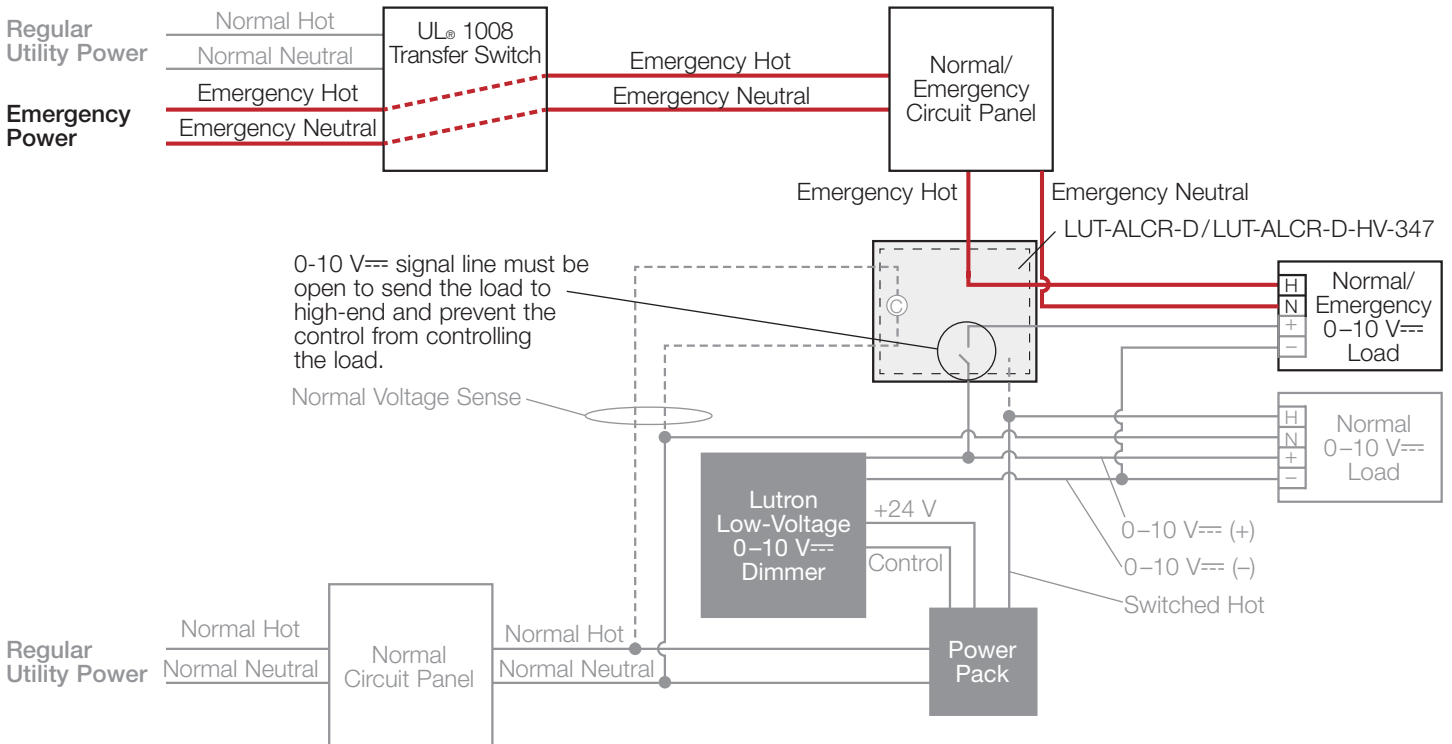 Regular
Utility Power
Normal Hot
Normal Neutral
Emergency
Power
Emergency Hot
Emergency Neutral
UL® 1008
Transfer Switch
Emergency Hot
Emergency Neutral
Normal/
Emergency
Circuit Panel
Emergency Hot
Emergency Neutral
LUT-ALCR-D/LUT-ALCR-D-HV-347
0-10 V⎓ signal line must be
open to send the load to
high-end and prevent the
control from controlling
the load.
Normal Voltage Sense
C
H
N
+
–
Normal/
Emergency
0–10 V⎓
Load
H
N
+
–
Normal
0–10 V⎓
Load
Lutron
Low-Voltage
0–10 V⎓
Dimmer
+24 V
Control
0–10 V⎓ (+)
0–10 V⎓ (–)
Switched Hot
Regular
Utility Power
Normal Hot
Normal Neutral
Normal
Circuit Panel
Normal Hot
Normal Neutral
Power
Pack